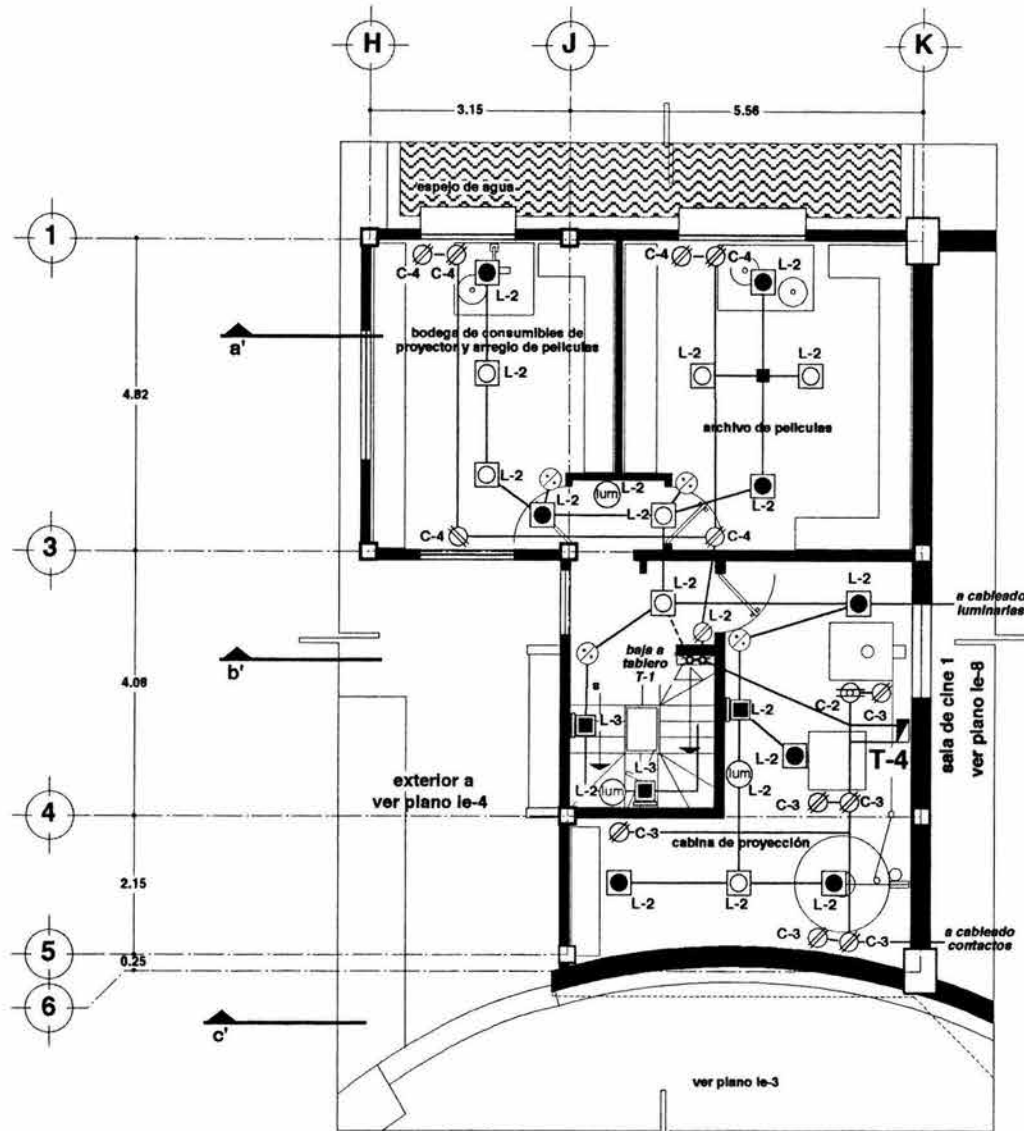 H
J
K
3.15
5.56
espejo de agua
1
C-4
C-4
L-2
C-4
C-4
L-2
a'
bodega de consumibles de
proyector y arreglo de peliculas
L-2
L-2
L-2
4.82
archivo de peliculas
L-2
lum
L-2
L-2
L-2
L-2
C-4
C-4
3
L-2
L-2
L-2
a cableado
luminarias
b'
baja a
tablero
T-1
4.08
s
L-3
L-2
C-2
C-3
T-4
L-2
sala de cine 1
ver plano ie-8
exterior a
ver plano ie-4
L-3
L-2
lum
lum
L-2
C-3
C-3
4
C-3
cabina de proyección
2.15
L-2
L-2
L-2
C-3
C-3
a cableado
contactos
5
0.25
6
c'
ver plano ie-3